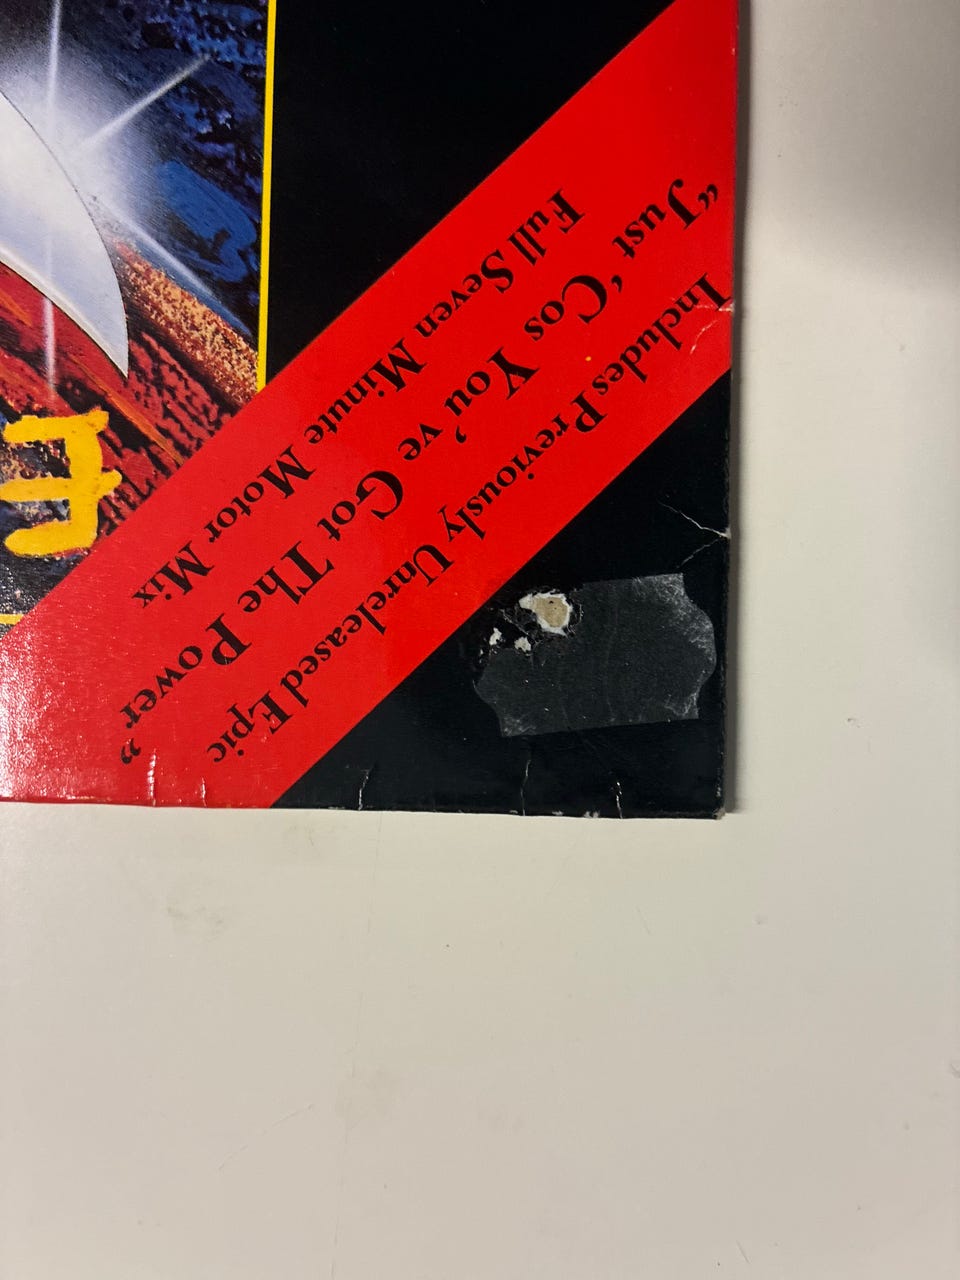 Includes Previously Unreleased Epic
"Just 'Cos You've Got The Power"
Full Seven Minute Motor Mix